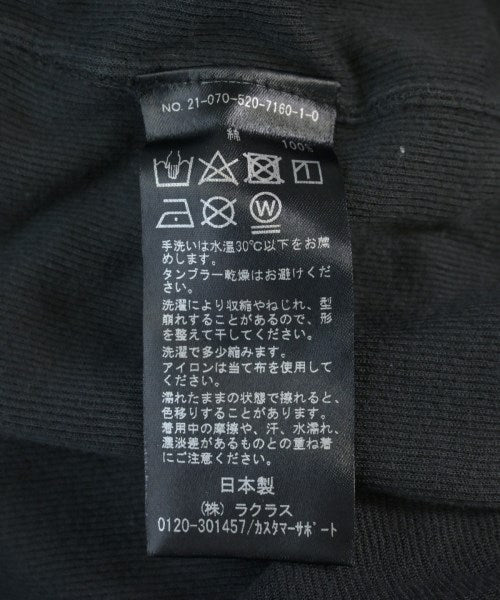 NO. 21-070-520-7160-1-0
綿
100%
W
手洗いは水温30℃以下をお薦
めします。
タンブラー乾燥はお避けくださ
い。
洗濯により収縮やねじれ、型
崩れすることがあるので、形
を整えて干してください。
洗濯で多少縮みます。
アイロンは当て布を使用して
ください。
濡れたままの状態で擦れると、
色移りすることがあります。
着用中の摩擦や、汗、水濡れ、
濃淡差があるものとの重ね着
にご注意ください。
日本製
（株）ラクラス
0120-301457/カスタマーサポート